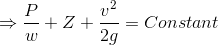 ⇒ P/w + Z + v²/2g = Constant